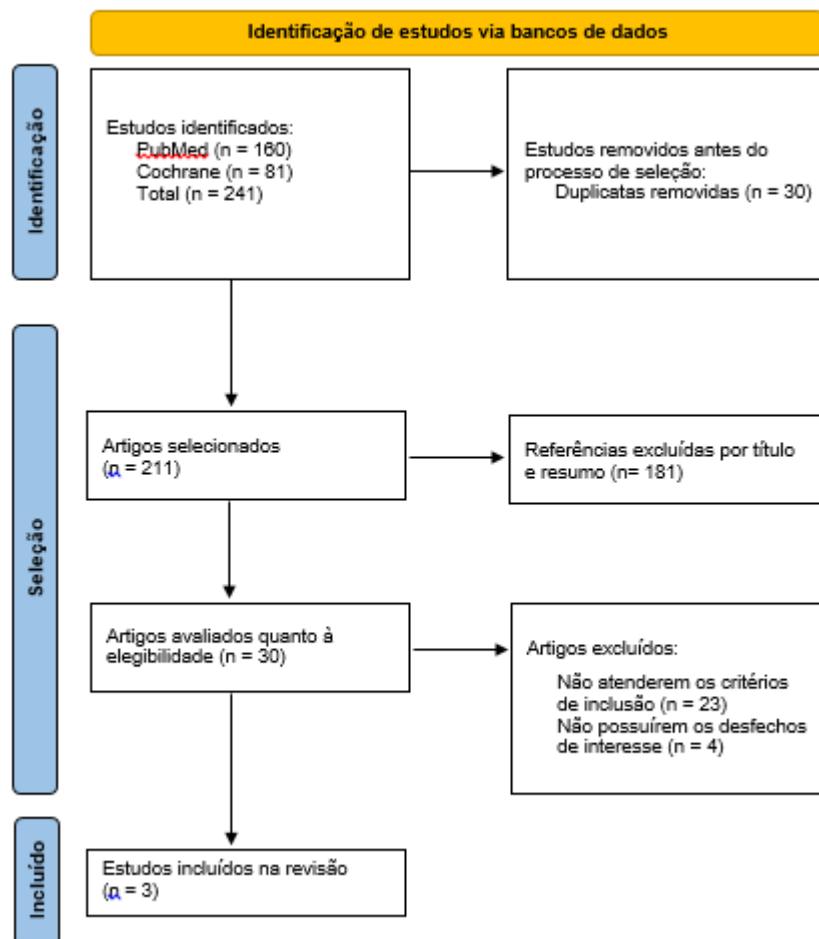 Identificação de estudos via bancos de dados
Identificação
Estudos identificados:
PubMed (n = 160)
Cochrane (n = 81)
Total (n = 241)
Estudos removidos antes do
processo de seleção:
Duplicatas removidas (n = 30)
Seleção
Artigos selecionados
(n = 211)
Referências excluídas por título
e resumo (n= 181)
Artigos avaliados quanto à
elegibilidade (n = 30)
Artigos excluídos:
Não atenderem os critérios
de inclusão (n = 23)
Não possuírem os desfechos
de interesse (n = 4)
Incluído
Estudos incluídos na revisão
(n = 3)